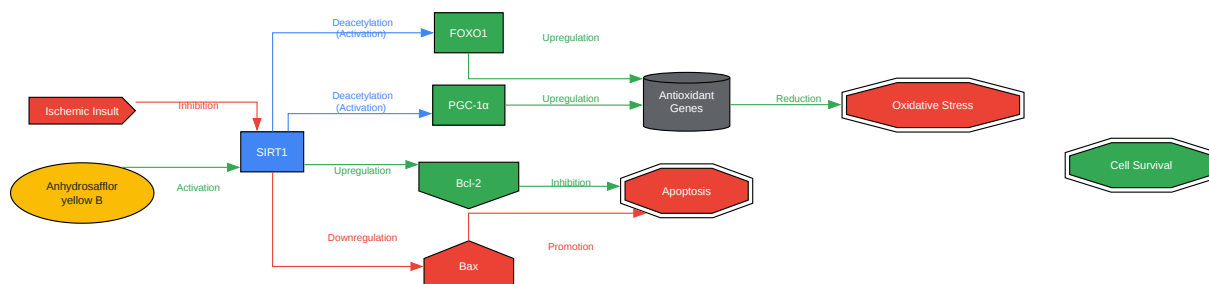 Deacetylation
(Activation)
FOXO1
Upregulation
Ischemic Insult
Inhibition
Deacetylation
(Activation)
PGC-1α
Upregulation
Antioxidant
Genes
Reduction
Oxidative Stress
SIRT1
Anhydrosafflor
yellow B
Activation
Upregulation
Bcl-2
Inhibition
Apoptosis
Cell Survival
Downregulation
Promotion
Bax